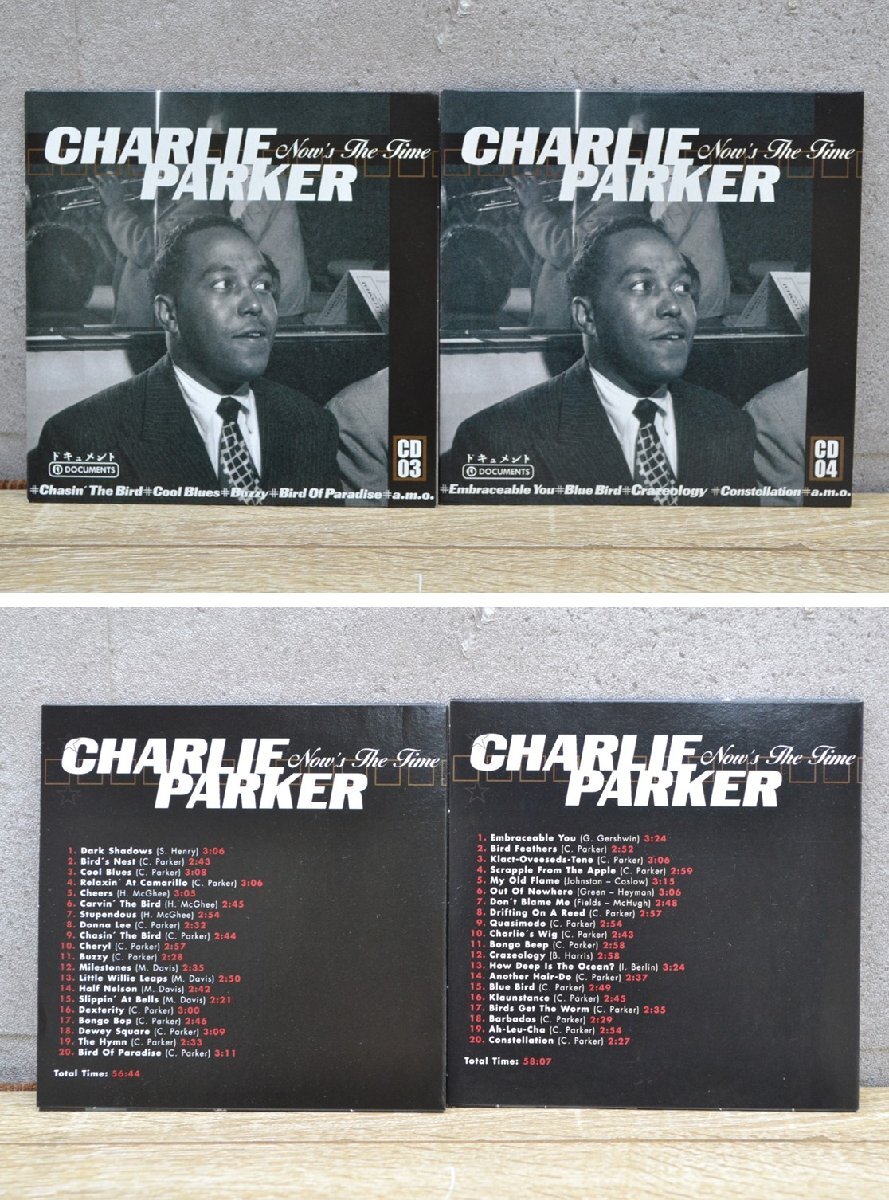 CHARLIE Now's The Time
PARKER
CD
03
ドキュメント
DOCUMENTS
#Chasin' The Bird#Cool Blues#Buzzy#Bird Of Paradise#a.m.o.
CHARLIE Now's The Time
PARKER
CD
04
ドキュメント
DOCUMENTS
#Embraceable You#Blue Bird#Crazeology #Constellation#a.m.o.
CHARLIE Now's The Time
PARKER
1. Dark Shadows (S. Henry) 3:06
2. Bird's Nest (C. Parker) 2:43
3. Cool Blues (C. Parker) 3:08
4. Relaxin' At Camarillo (C. Parker) 3:06
5. Cheers (H. McGhee) 3:05
6. Carvin' The Bird (H. McGhee) 2:45
7. Stupendous (H. McGhee) 2:54
8. Donna Lee (C. Parker) 2:32
9. Chasin' The Bird (C. Parker) 2:44
10. Cheryl (C. Parker) 2:57
11. Buzzy (C. Parker) 2:28
12. Milestones (M. Davis) 2:35
13. Little Willie Leaps (M. Davis) 2:50
14. Half Nelson (M. Davis) 2:42
15. Slippin' At Bells (M. Davis) 2:21
16. Dexterity (C. Parker) 3:00
17. Bongo Bop (C. Parker) 2:46
18. Dewey Square (C. Parker) 3:09
19. The Hymn (C. Parker) 2:33
20. Bird Of Paradise (C. Parker) 3:11
Total Time: 56:44
CHARLIE Now's The Time
PARKER
1. Embraceable You (G. Gershwin) 3:24
2. Bird Feathers (C. Parker) 2:52
3. Klact-Oveeseds-Tene (C. Parker) 3:06
4. Scrapple From The Apple (C. Parker) 2:59
5. My Old Flame (Johnston – Coslow) 3:15
6. Out Of Nowhere (Green – Heyman) 3:06
7. Don't Blame Me (Fields – McHugh) 2:48
8. Drifting On A Reed (C. Parker) 2:57
9. Quasimodo (C. Parker) 2:54
10. Charlie's Wig (C. Parker) 2:43
11. Bongo Beep (C. Parker) 2:58
12. Crazeology (B. Harris) 2:58
13. How Deep Is The Ocean? (I. Berlin) 3:24
14. Another Hair-Do (C. Parker) 2:37
15. Blue Bird (C. Parker) 2:49
16. Klaunstance (C. Parker) 2:45
17. Birds Get The Worm (C. Parker) 2:35
18. Barbados (C. Parker) 2:29
19. Ah-Leu-Cha (C. Parker) 2:54
20. Constellation (C. Parker) 2:27
Total Time: 58:07